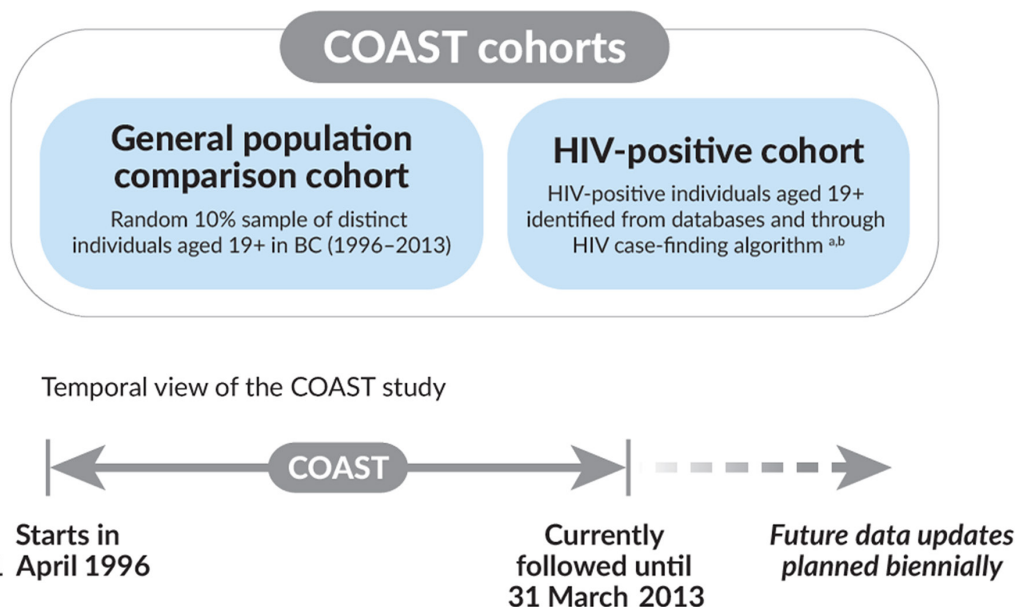 COAST cohorts
General population
comparison cohort
Random 10% sample of distinct
individuals aged 19+ in BC (1996–2013)
HIV-positive cohort
HIV-positive individuals aged 19+
identified from databases and through
HIV case-finding algorithm a,b
Temporal view of the COAST study
COAST
Starts in
April 1996
Currently
followed until
31 March 2013
Future data updates
planned biennially